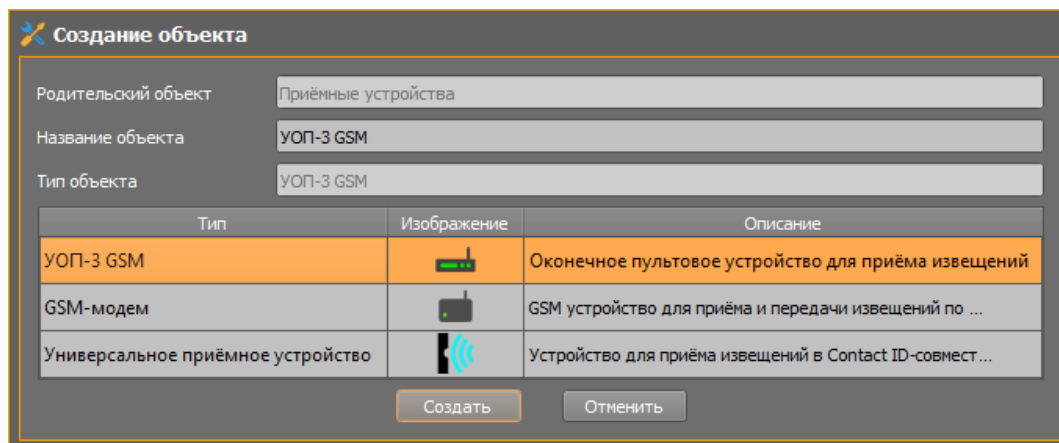 Создание объекта
Родительский объект Приёмные устройства
Название объекта УОП-3 GSM
Тип объекта УОП-3 GSM
Тип Изображение Описание
УОП-3 GSM Оконечное пультовое устройство для приёма извещений
GSM-модем GSM устройство для приёма и передачи извещений по ...
Универсальное приёмное устройство Устройство для приёма извещений в Contact ID-совмест...
Создать Отменить